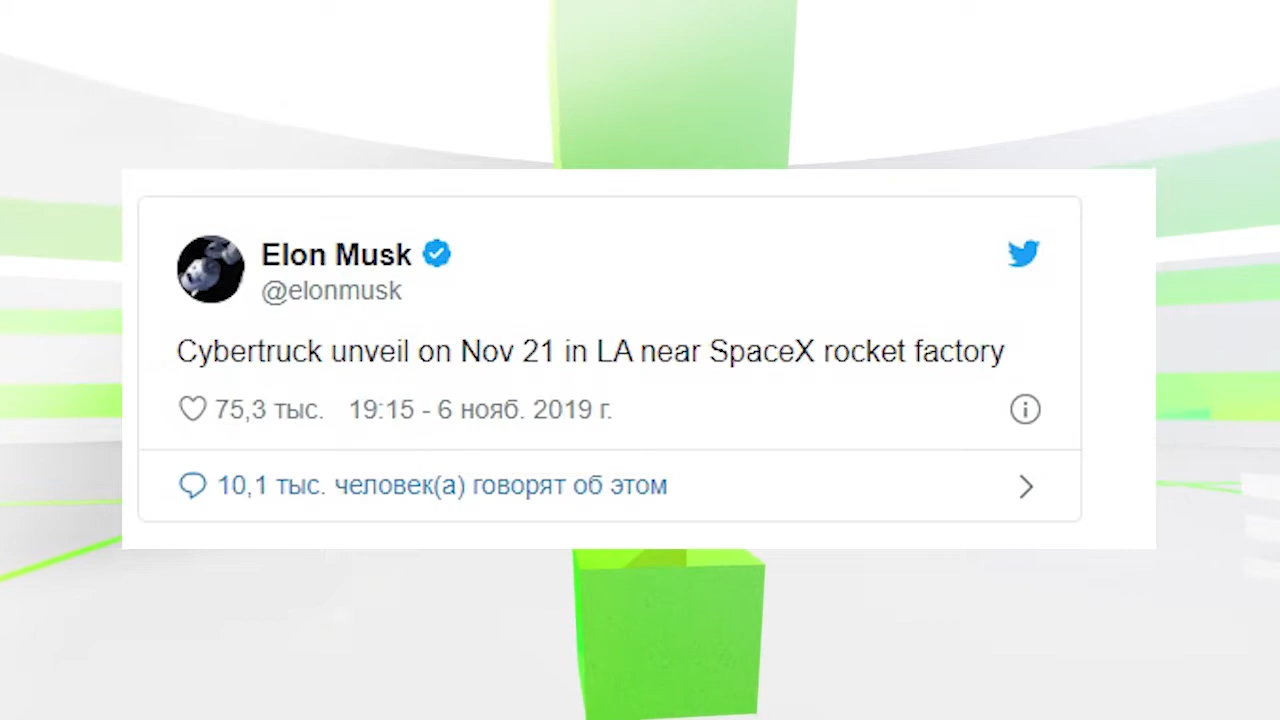 Elon Musk
@elonmusk
Cybertruck unveil on Nov 21 in LA near SpaceX rocket factory
75,3 тыс. 19:15 - 6 нояб. 2019 г.
10,1 тыс. человек(а) говорят об этом